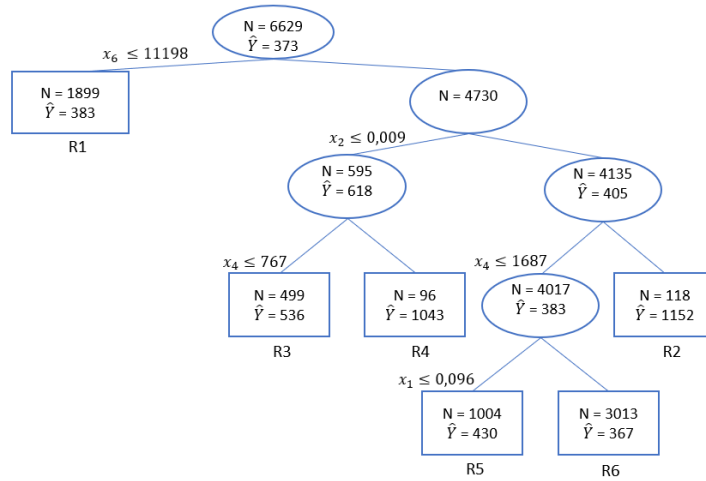 N = 6629
Ŷ = 373
x₆ ≤ 11198
N = 1899
Ŷ = 383
R1
N = 4730
x₂ ≤ 0,009
N = 595
Ŷ = 618
N = 4135
Ŷ = 405
x₄ ≤ 767
x₄ ≤ 1687
N = 499
Ŷ = 536
R3
N = 96
Ŷ = 1043
R4
N = 4017
Ŷ = 383
N = 118
Ŷ = 1152
R2
x₁ ≤ 0,096
N = 1004
Ŷ = 430
R5
N = 3013
Ŷ = 367
R6